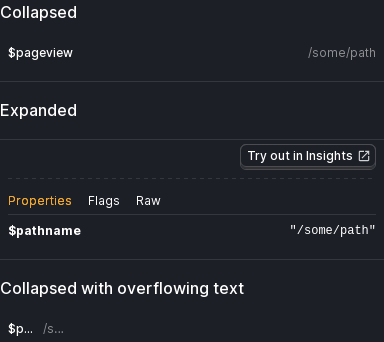 Collapsed
$pageview /some/path
Expanded
Try out in Insights
Properties Flags Raw
$pathname "/some/path"
Collapsed with overflowing text
$p... /s...